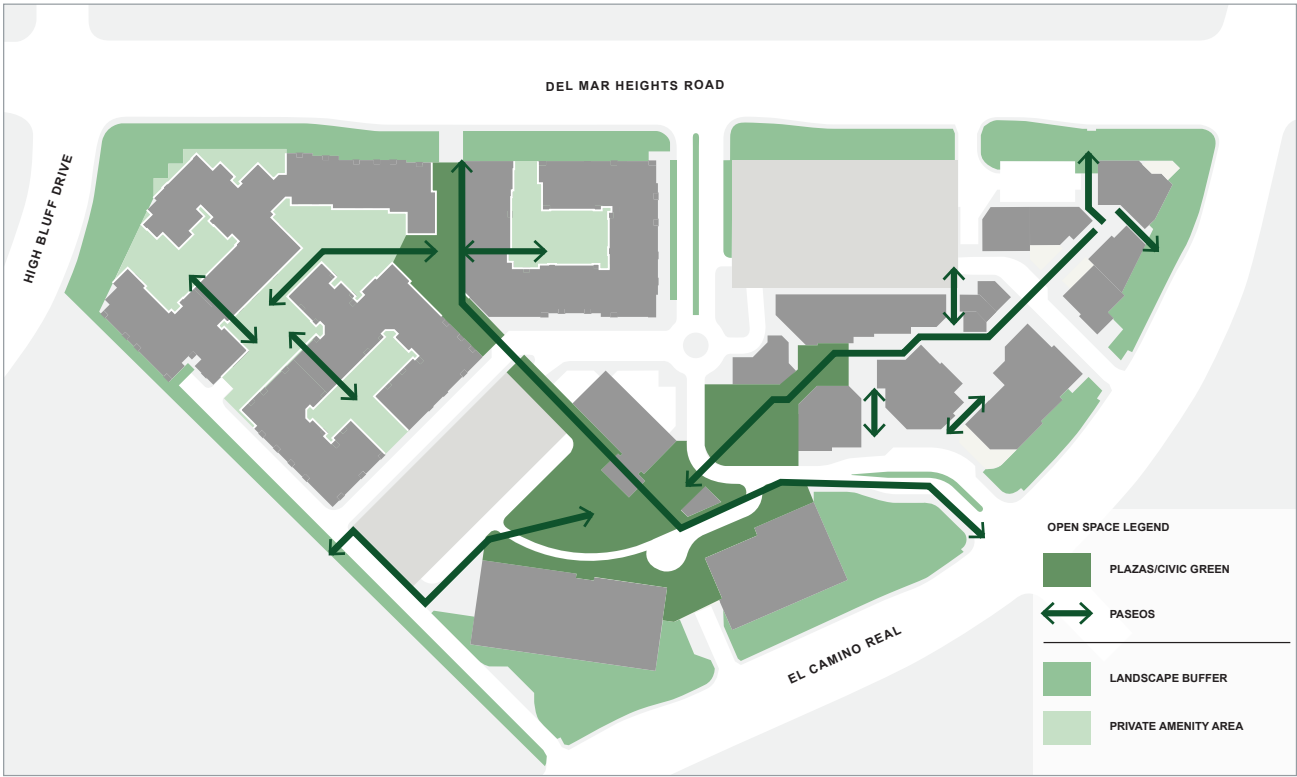 DEL MAR HEIGHTS ROAD
HIGH BLUFF DRIVE
EL CAMINO REAL
OPEN SPACE LEGEND
PLAZAS/CIVIC GREEN
PASEOS
LANDSCAPE BUFFER
PRIVATE AMENITY AREA